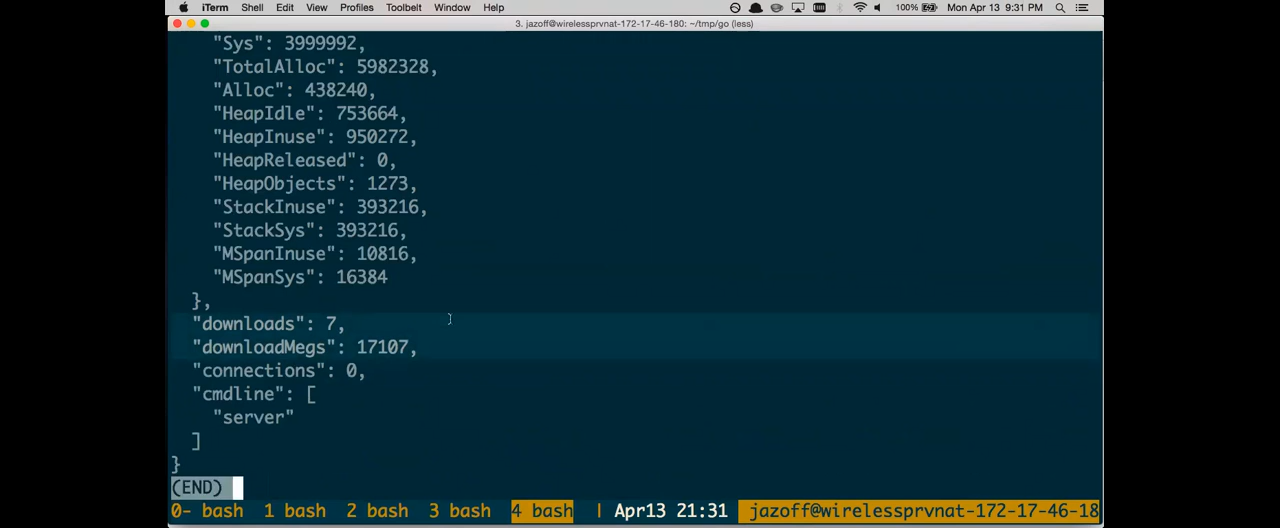 iTerm Shell Edit View Profiles Toolbelt Window Help 100% Mon Apr 13 9:31 PM
3. jazoff@wirelessprvnat-172-17-46-180: ~/tmp/go (less)
"Sys": 3999992,
"TotalAlloc": 5982328,
"Alloc": 438240,
"HeapIdle": 753664,
"HeapInuse": 950272,
"HeapReleased": 0,
"HeapObjects": 1273,
"StackInuse": 393216,
"StackSys": 393216,
"MSpanInuse": 10816,
"MSpanSys": 16384
},
"downloads": 7,
"downloadMegs": 17107,
"connections": 0,
"cmdline": [
"server"
]
}
(END)
0- bash 1 bash 2 bash 3 bash 4 bash | Apr13 21:31 jazoff@wirelessprvnat-172-17-46-18